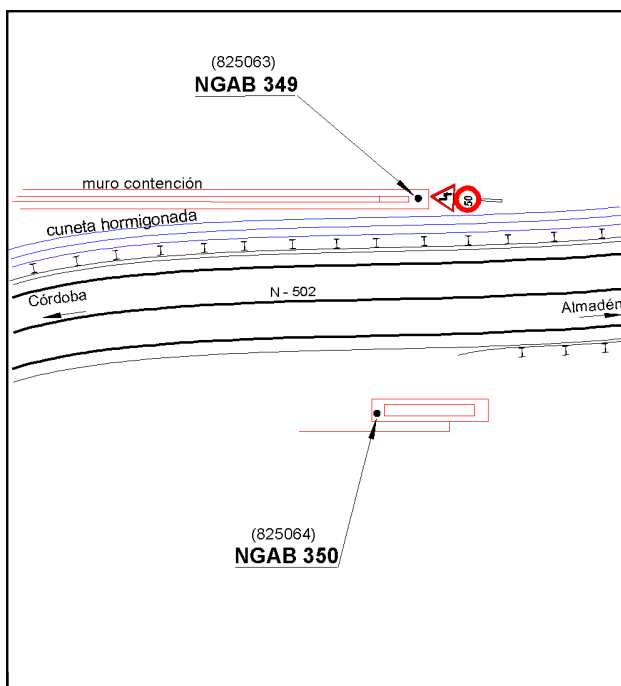 (825063)
NGAB 349
muro contención
50
cuneta hormigonada
N - 502
Córdoba
Almadén
(825064)
NGAB 350